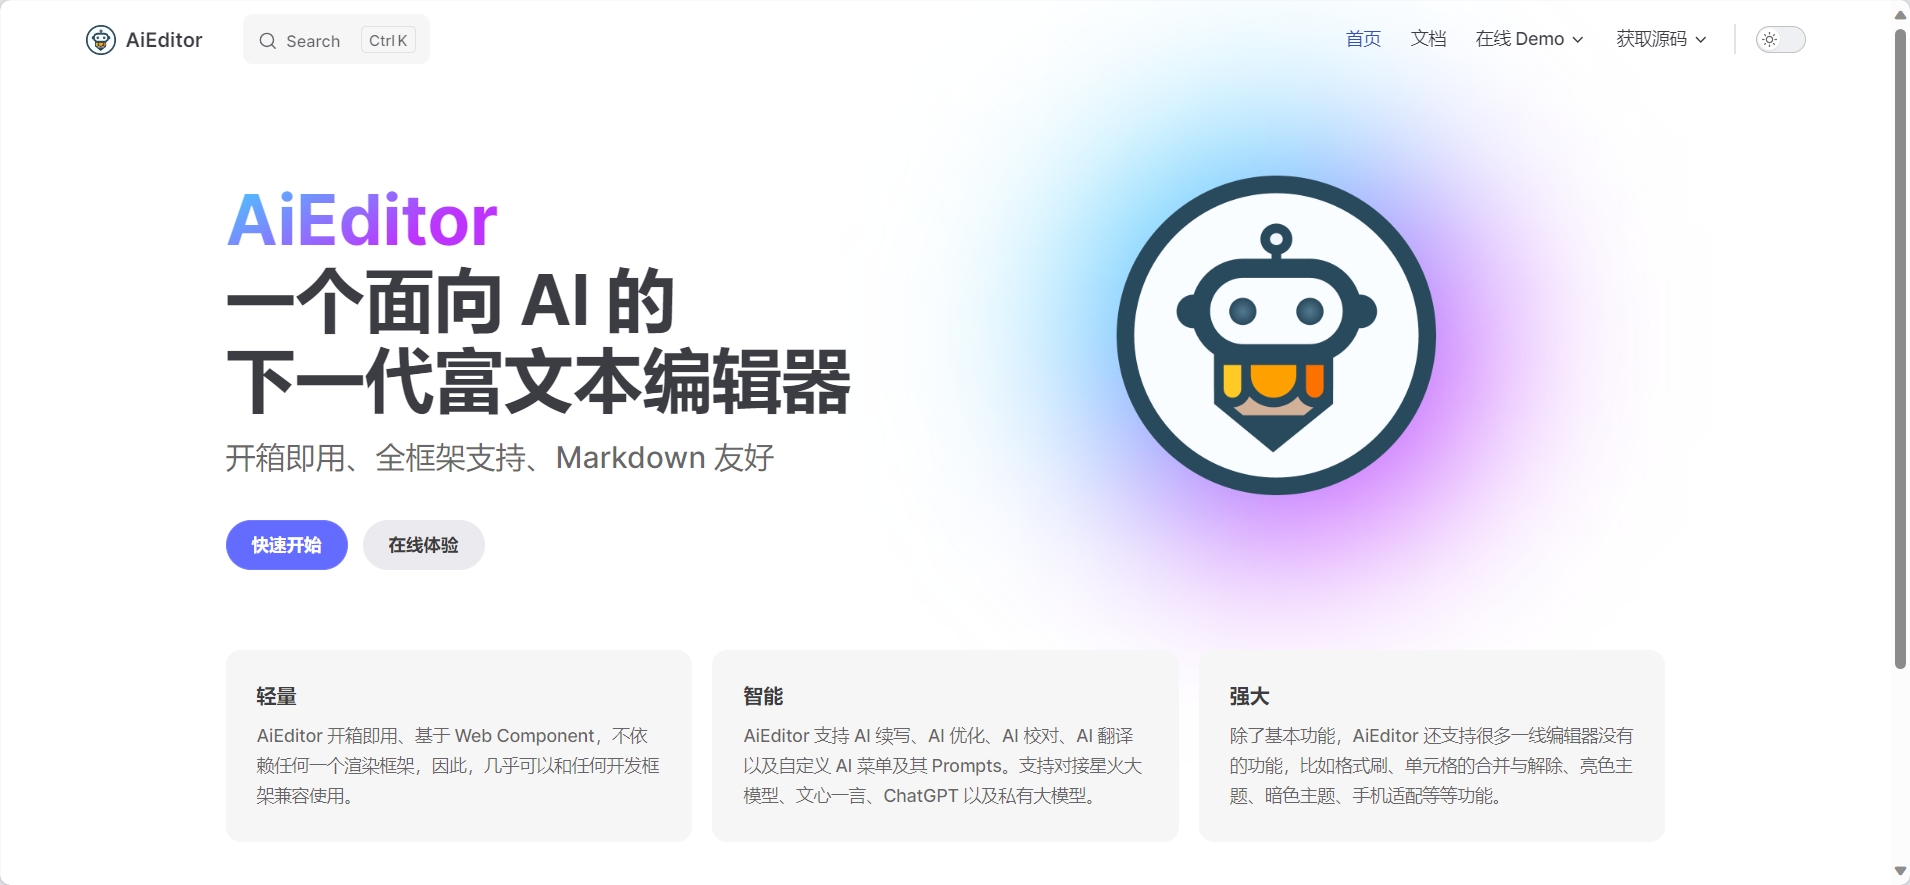 AiEditor
Search Ctrl K
首页 文档 在线 Demo 获取源码
AiEditor
一个面向 AI 的
下一代富文本编辑器
开箱即用、全框架支持、Markdown 友好
快速开始 在线体验
轻量
AiEditor 开箱即用、基于 Web Component，不依
赖任何一个渲染框架，因此，几乎可以和任何开发框
架兼容使用。
智能
AiEditor 支持 AI 续写、AI 优化、AI 校对、AI 翻译
以及自定义 AI 菜单及其 Prompts。支持对接星火大
模型、文心一言、ChatGPT 以及私有大模型。
强大
除了基本功能，AiEditor 还支持很多一线编辑器没有
的功能，比如格式刷、单元格的合并与解除、亮色主
题、暗色主题、手机适配等等功能。